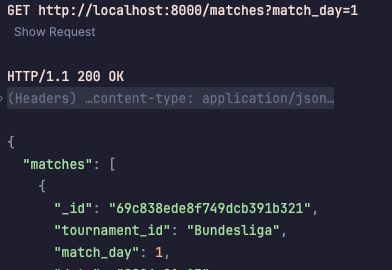 GET http://localhost:8000/matches?match_day=1
Show Request
HTTP/1.1 200 OK
(Headers) …content-type: application/json…
{
"matches": [
{
"_id": "69c838ede8f749dcb391b321",
"tournament_id": "Bundesliga",
"match_day": 1,